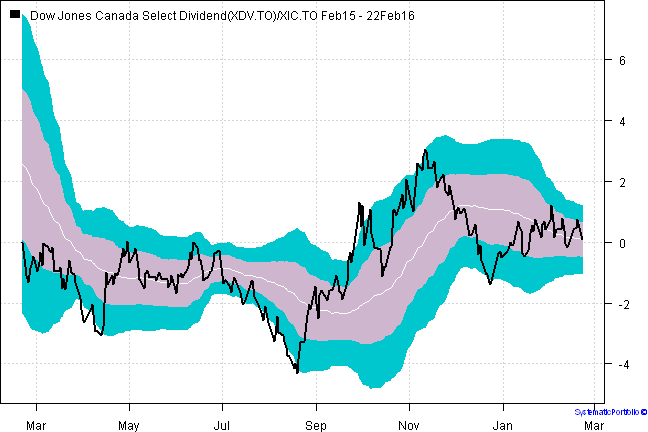 Dow Jones Canada Select Dividend(XDV.TO)/XIC.TO Feb15 - 22Feb16
6
4
2
0
-2
-4
SystematicPortfolio ©
Mar May Jul Sep Nov Jan Mar